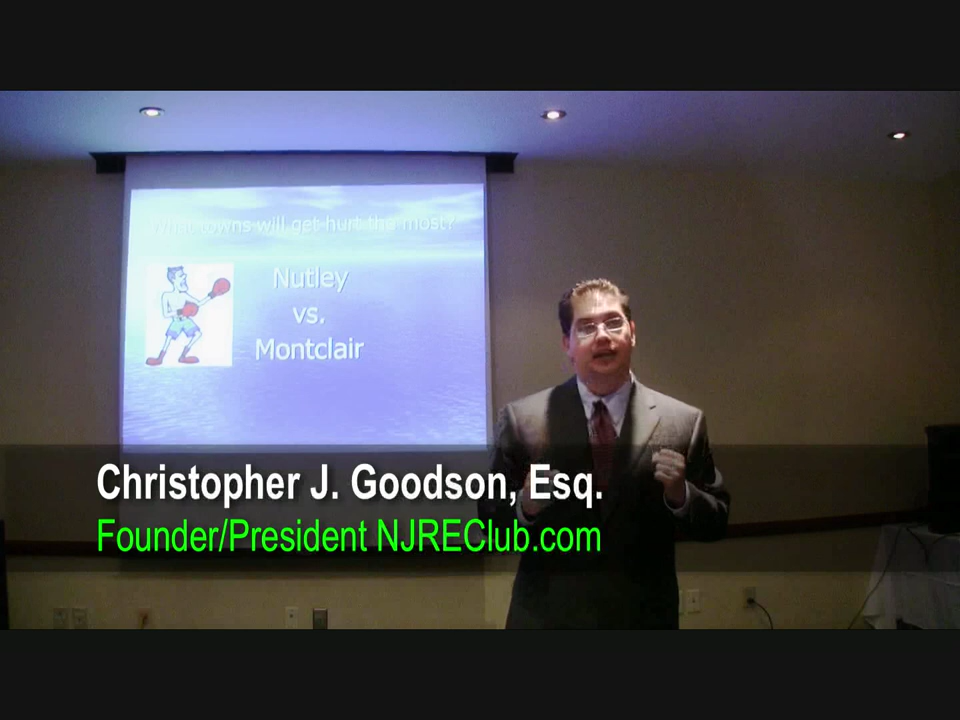 What towns will get hurt the most?
Nutley
vs.
Montclair
Christopher J. Goodson, Esq.
Founder/President NJREClub.com